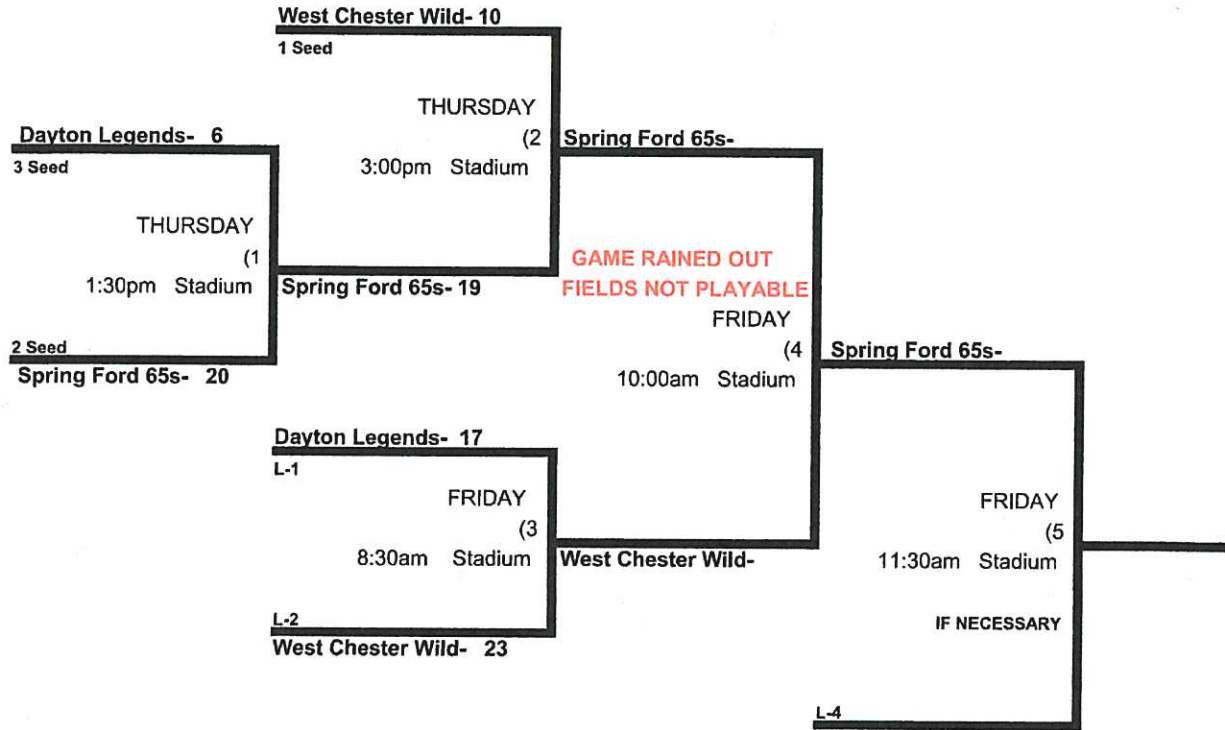 West Chester Wild- 10
1 Seed
THURSDAY
(2
3:00pm Stadium
Dayton Legends- 6
3 Seed
THURSDAY
(1
1:30pm Stadium
2 Seed
Spring Ford 65s- 20
Spring Ford 65s- 19
Spring Ford 65s-
GAME RAINED OUT
FIELDS NOT PLAYABLE
FRIDAY
(4
10:00am Stadium
Dayton Legends- 17
L-1
FRIDAY
(3
8:30am Stadium
L-2
West Chester Wild- 23
West Chester Wild-
Spring Ford 65s-
FRIDAY
(5
11:30am Stadium
IF NECESSARY
L-4